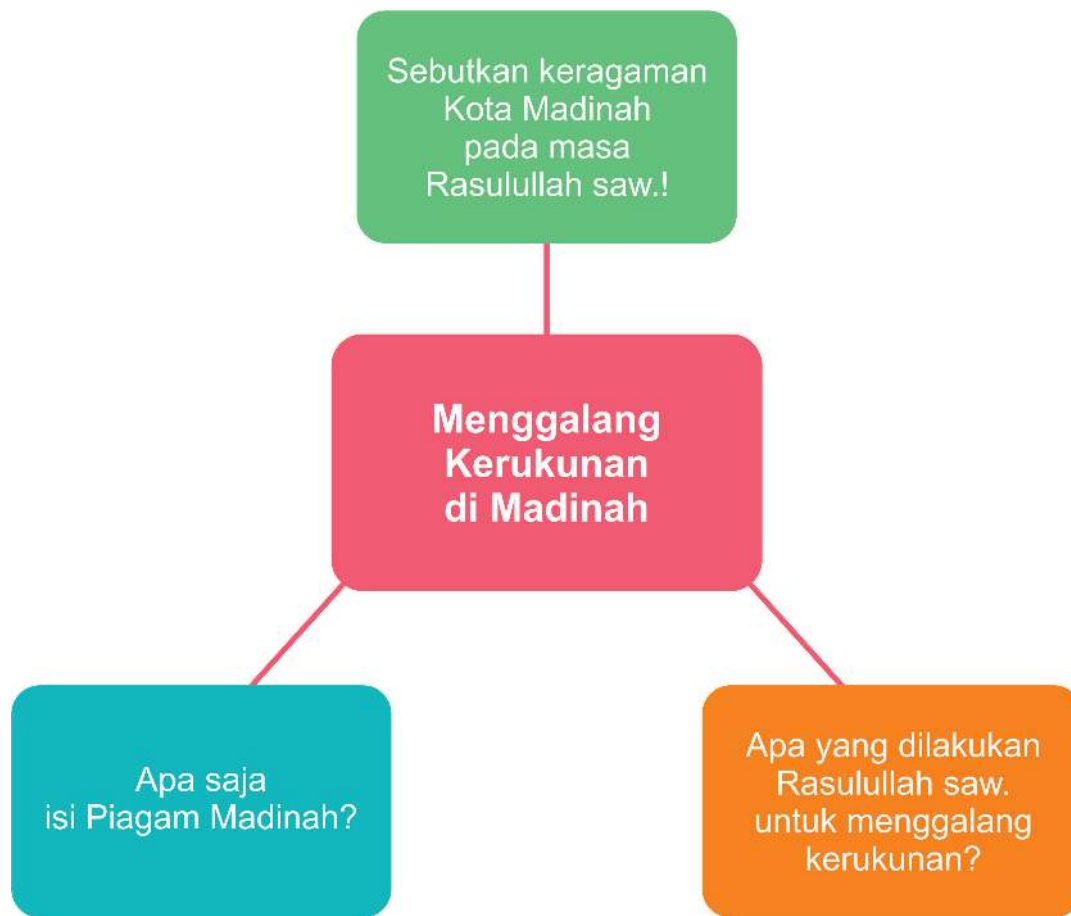 Sebutkan keragaman
Kota Madinah
pada masa
Rasulullah saw.!
Menggalang
Kerukunan
di Madinah
Apa saja
isi Piagam Madinah?
Apa yang dilakukan
Rasulullah saw.
untuk menggalang
kerukunan?